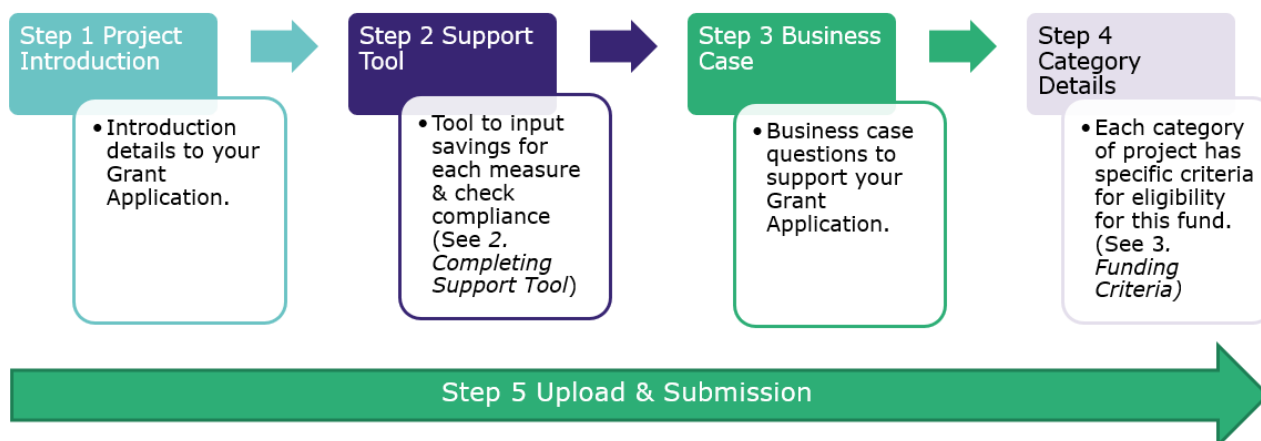 Step 1 Project
Introduction
• Introduction
details to your
Grant
Application.
Step 2 Support
Tool
• Tool to input
savings for
each measure
& check
compliance
(See 2.
Completing
Support Tool)
Step 3 Business
Case
• Business case
questions to
support your
Grant
Application.
Step 4
Category
Details
• Each category
of project has
specific criteria
for eligibility
for this fund.
(See 3.
Funding
Criteria)
Step 5 Upload & Submission